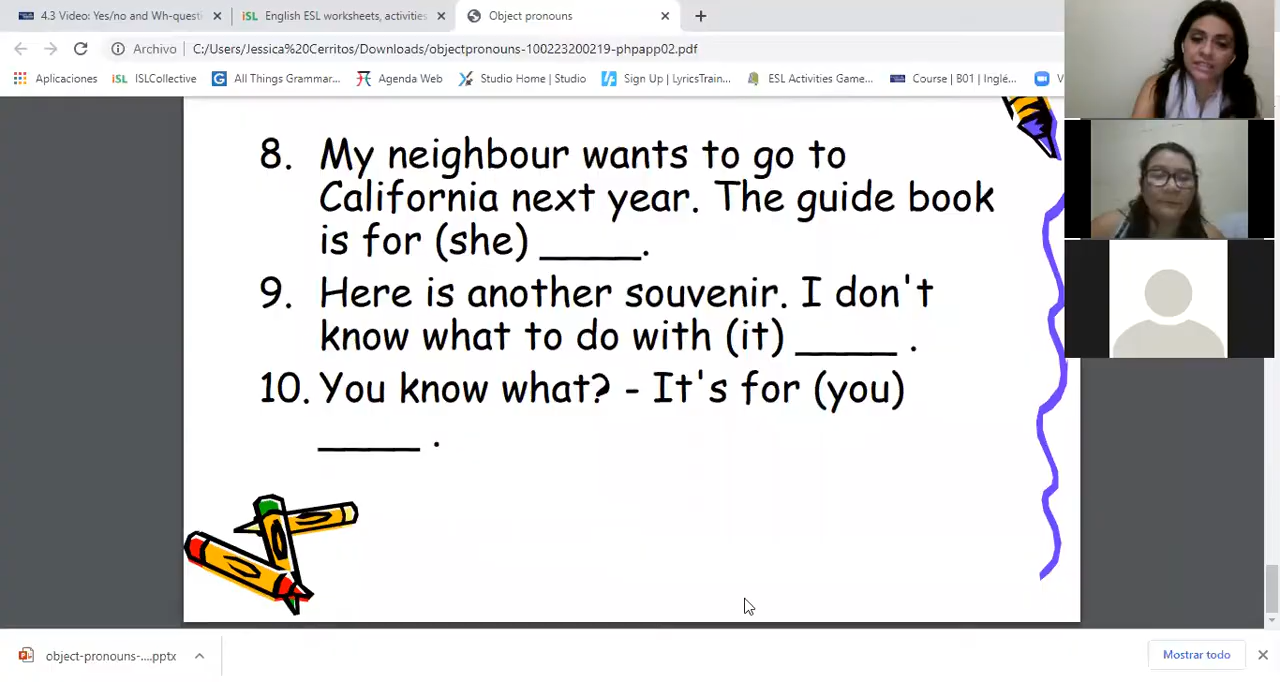 4.3 Video: Yes/no and Wh-questi
iSL English ESL worksheets, activities
Object pronouns
Archivo
C:/Users/Jessica%20Cerritos/Downloads/objectpronouns-100223200219-phpapp02.pdf
Aplicaciones
iSL ISLCollective
G All Things Grammar...
Agenda Web
Studio Home | Studio
Sign Up | LyricsTrain...
ESL Activities Game...
Course | B01 | Inglé...
8. My neighbour wants to go to
California next year. The guide book
is for (she) _____.
9. Here is another souvenir. I don't
know what to do with (it) _____ .
10. You know what? - It's for (you)
_____ .
object-pronouns-....pptx
Mostrar todo